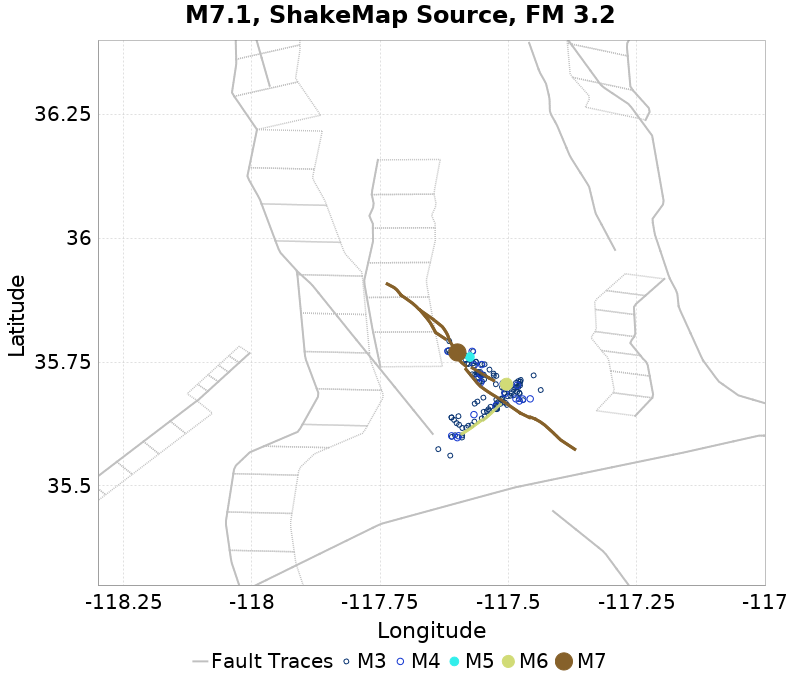 M7.1, ShakeMap Source, FM 3.2
36.25
36
35.75
35.5
Latitude
-118.25 -118 -117.75 -117.5 -117.25 -117
Longitude
Fault Traces M3 M4 M5 M6 M7